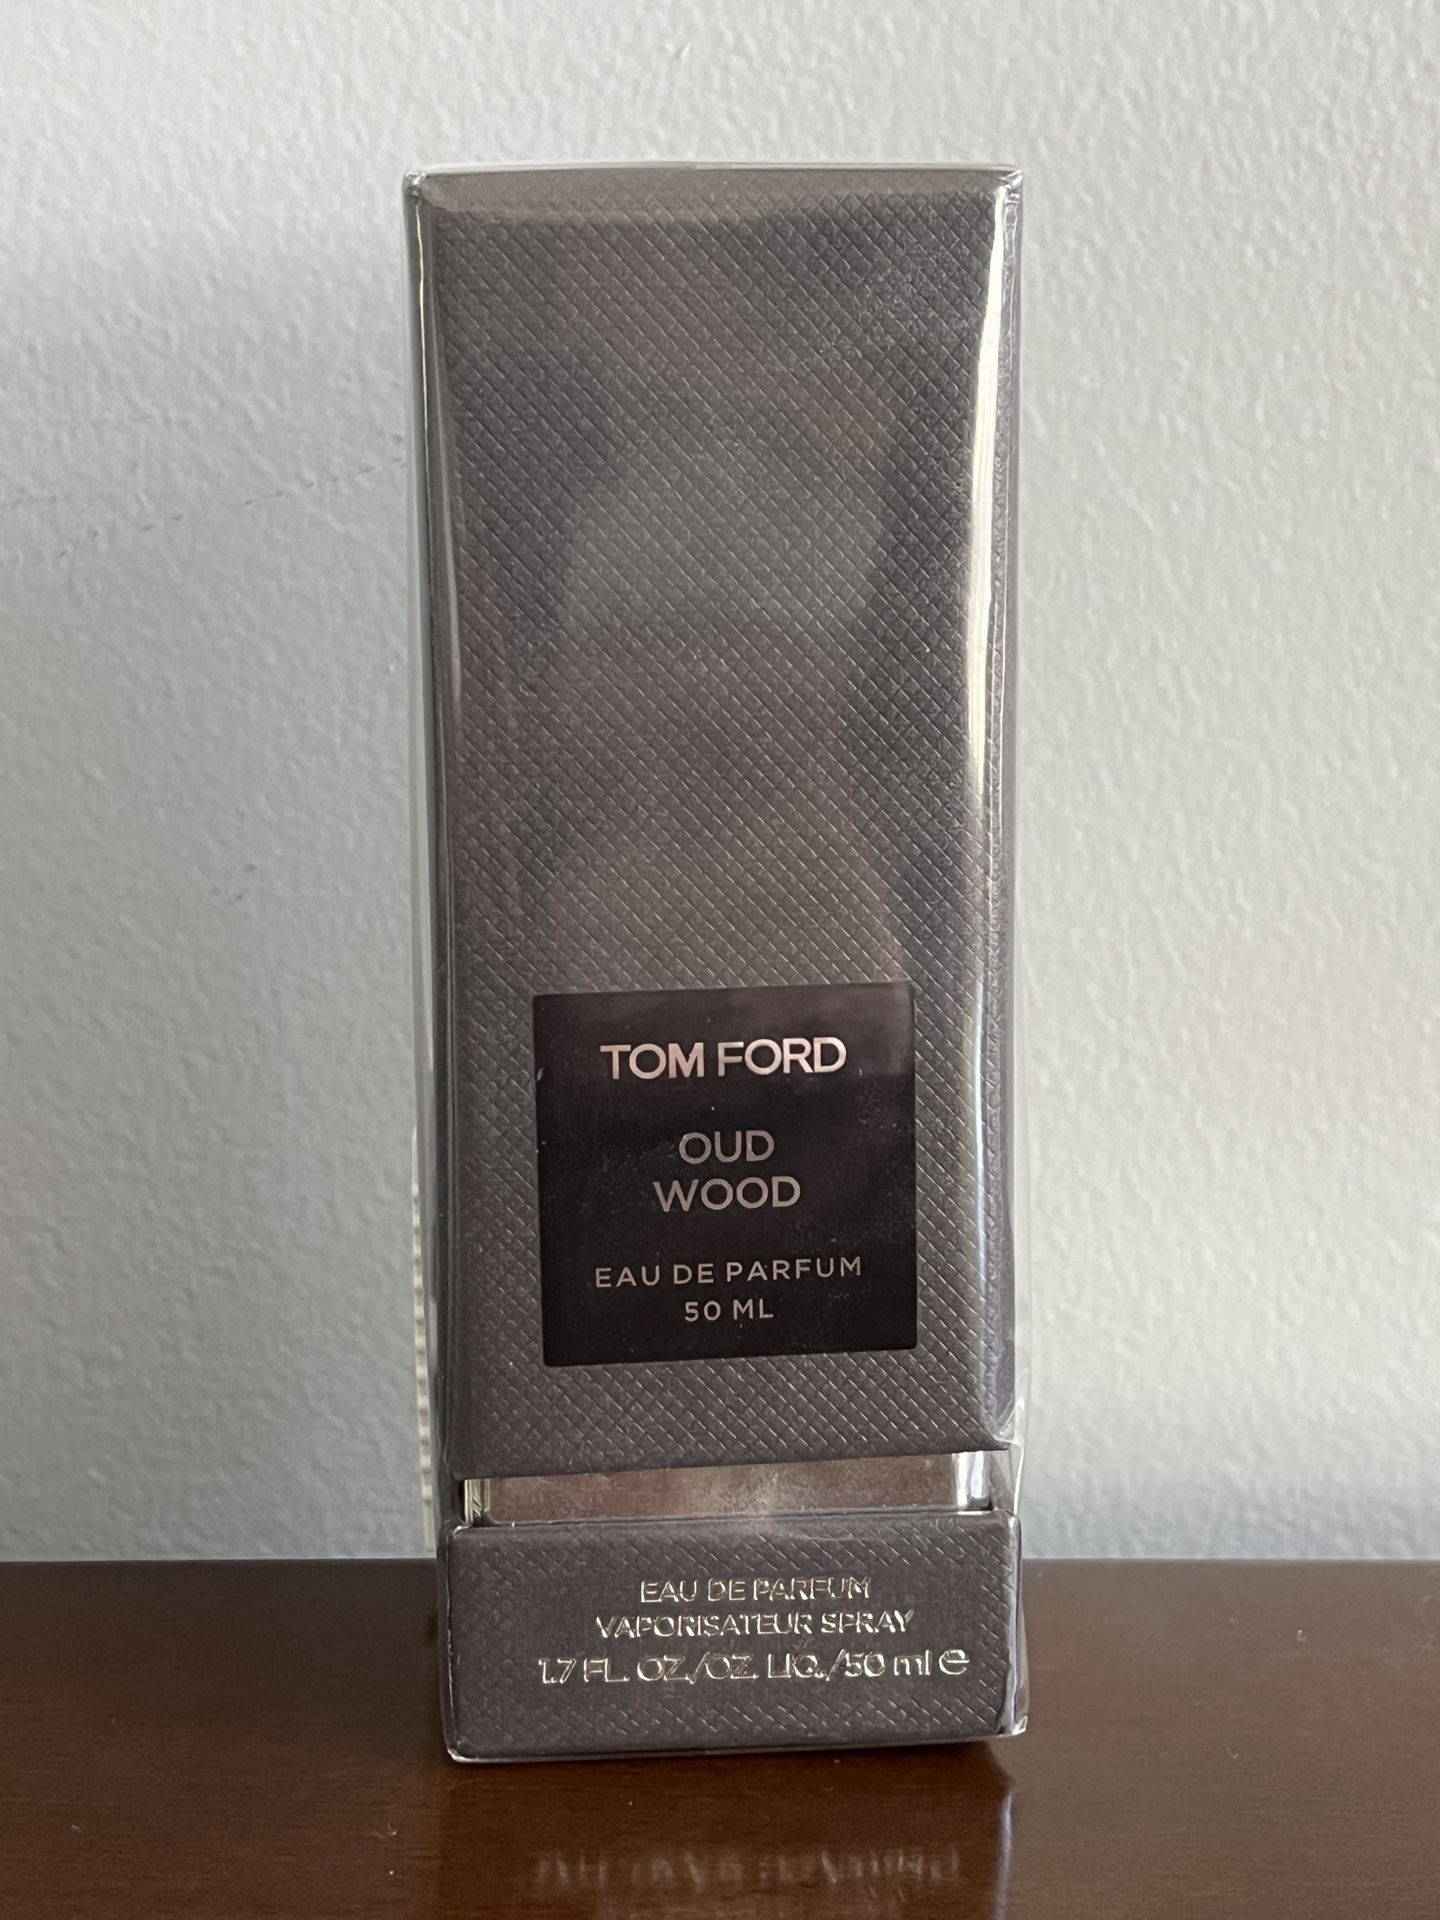 TOM FORD
OUD
WOOD
EAU DE PARFUM
50 ML
EAU DE PARFUM
VAPORISATEUR SPRAY
1.7 FL. OZ./OZ. LIQ./50 ml ℮